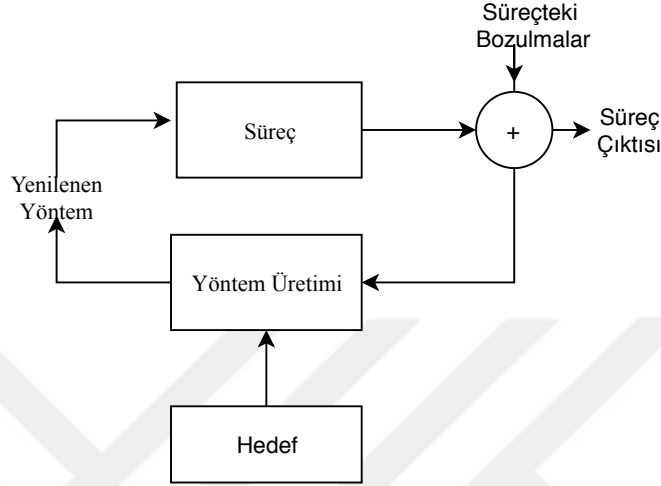 Süreçteki
Bozulmalar
Süreç
+
Süreç
Çıktısı
Yenilenen
Yöntem
Yöntem Üretimi
Hedef